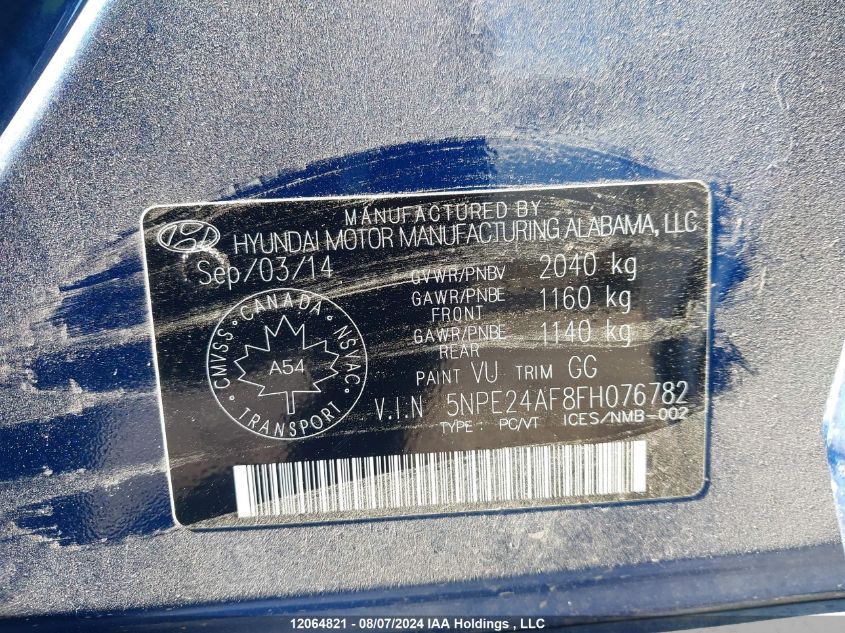 MANUFACTURED BY
HYUNDAI MOTOR MANUFACTURING ALABAMA, LLC
Sep/03/14
GVWR/PNBV 2040 kg
GAWR/PNBE FRONT 1160 kg
GAWR/PNBE REAR 1140 kg
PAINT VU TRIM GG
V.I.N 5NPE24AF8FH076782
TYPE : PC/VT ICES/NMB-002
CMVSS · CANADA · NSVAC · TRANSPORT ·
A54
12064821 - 08/07/2024 IAA Holdings , LLC